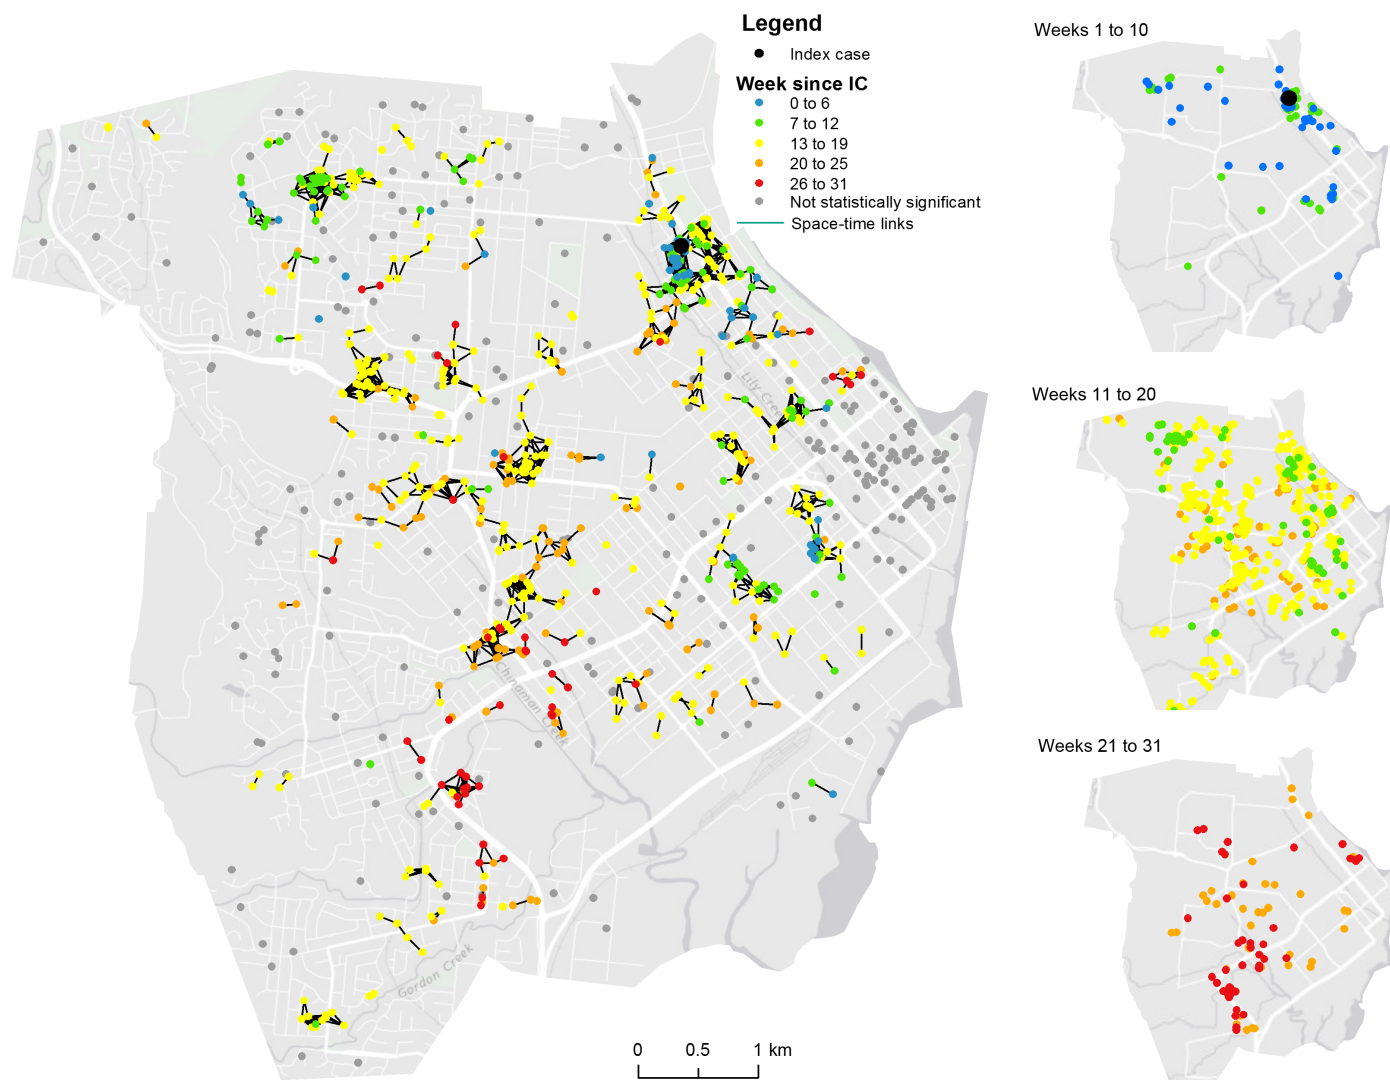 Legend
Index case
Week since IC
0 to 6
7 to 12
13 to 19
20 to 25
26 to 31
Not statistically significant
Space-time links
Weeks 1 to 10
Weeks 11 to 20
Weeks 21 to 31
Lily Creek
Chinaman Creek
Gordon Creek
0 0.5 1 km